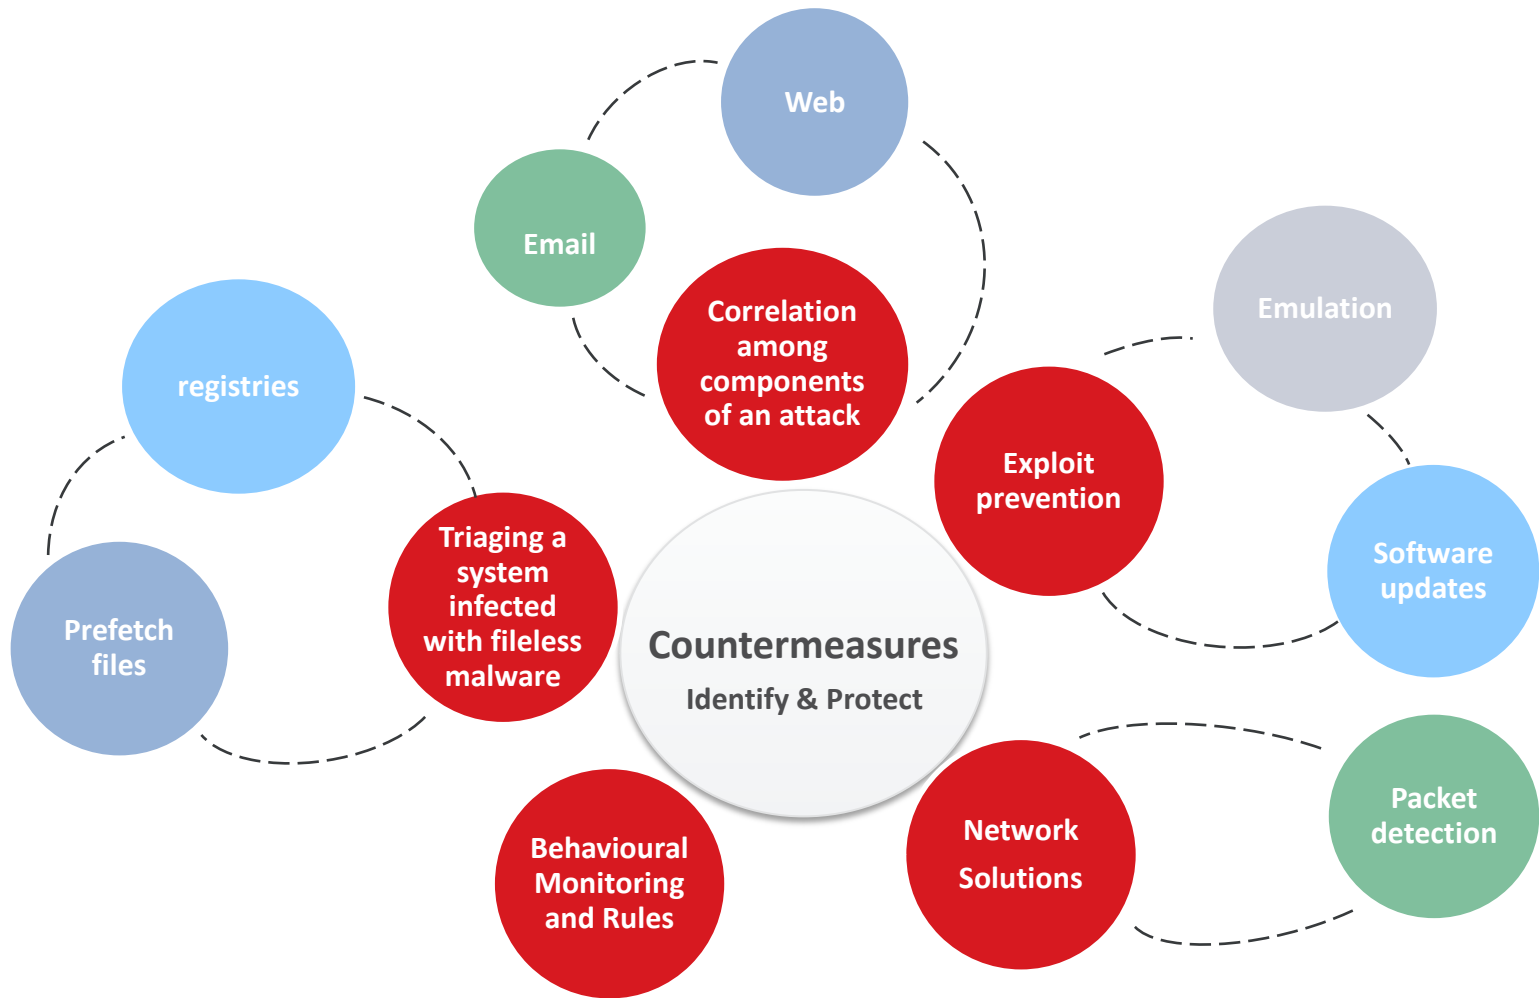 Web
Email
Correlation
among
components
of an attack
Emulation
registries
Exploit
prevention
Triaging a
system
infected
with fileless
malware
Software
updates
Prefetch
files
Countermeasures
Identify & Protect
Packet
detection
Network
Solutions
Behavioural
Monitoring
and Rules